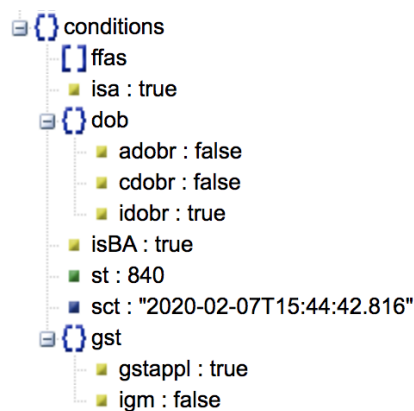 conditions
ffas
isa : true
dob
adobr : false
cdobr : false
idobr : true
isBA : true
st : 840
sct : "2020-02-07T15:44:42.816"
gst
gstappl : true
igm : false